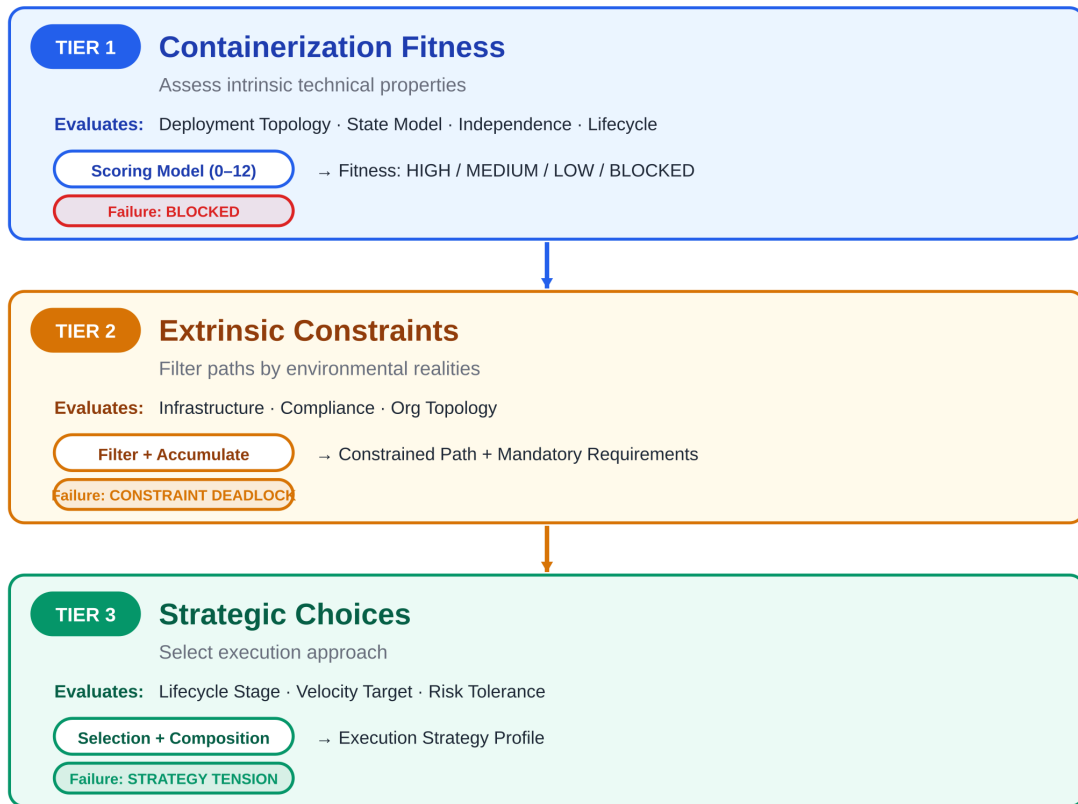 TIER 1
Containerization Fitness
Assess intrinsic technical properties
Evaluates: Deployment Topology · State Model · Independence · Lifecycle
Scoring Model (0–12) → Fitness: HIGH / MEDIUM / LOW / BLOCKED
Failure: BLOCKED
TIER 2
Extrinsic Constraints
Filter paths by environmental realities
Evaluates: Infrastructure · Compliance · Org Topology
Filter + Accumulate → Constrained Path + Mandatory Requirements
Failure: CONSTRAINT DEADLOCK
TIER 3
Strategic Choices
Select execution approach
Evaluates: Lifecycle Stage · Velocity Target · Risk Tolerance
Selection + Composition → Execution Strategy Profile
Failure: STRATEGY TENSION